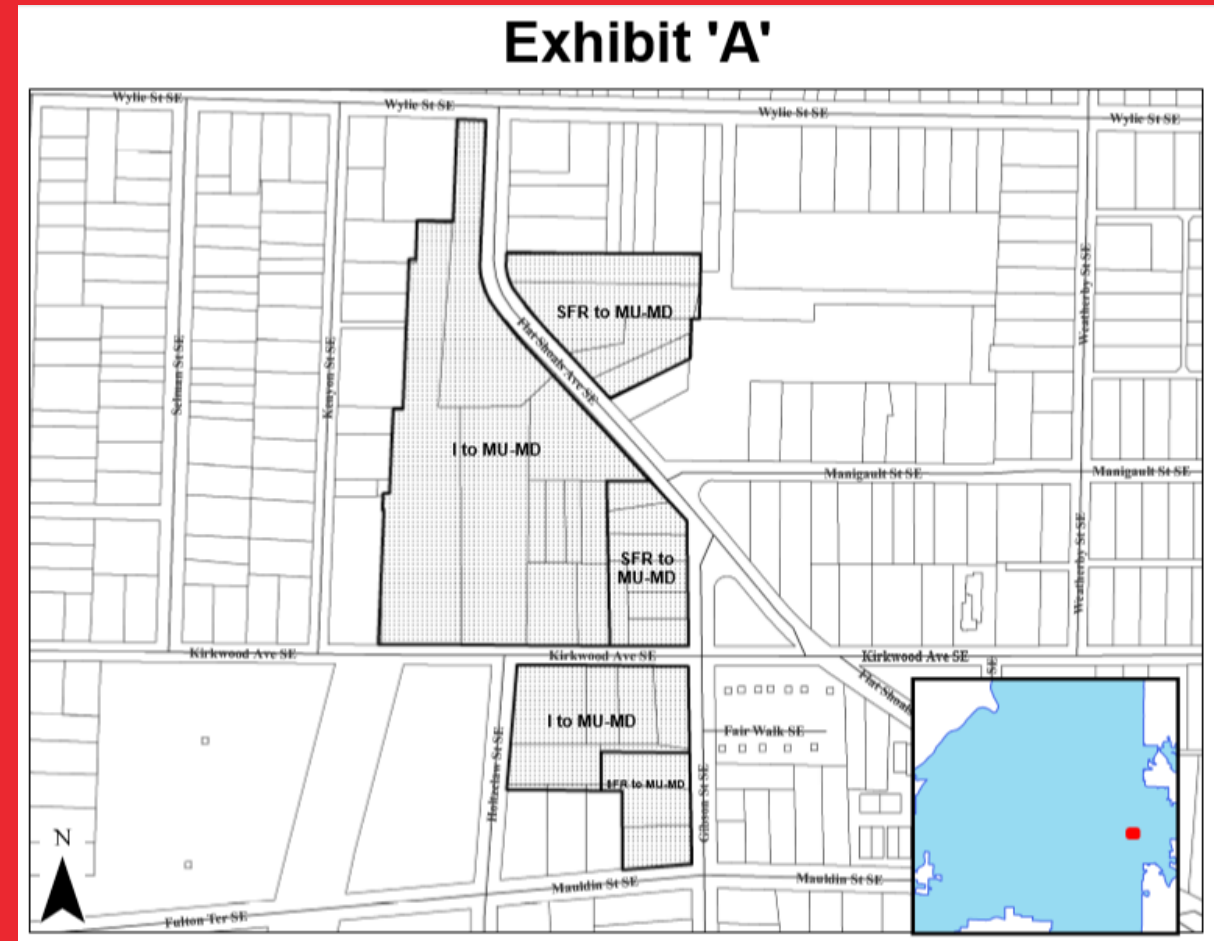 Exhibit 'A'
Wylie St SE
Wylie St SE
Wylie St SE
Wylie St SE
Selman St SE
Kenyon St SE
Flat Shoals Ave SE
Weatherby St SE
SFR to MU-MD
I to MU-MD
Manigault St SE
Manigault St SE
SFR to
MU-MD
Weatherby St SE
Kirkwood Ave SE
Kirkwood Ave SE
Kirkwood Ave SE
SE
Flat Shoals
I to MU-MD
Fair Walk SE
Holtzclaw St SE
SFR to MU-MD
Gibson St SE
N
Mauldin St SE
Mauldin St SE
Fulton Ter SE